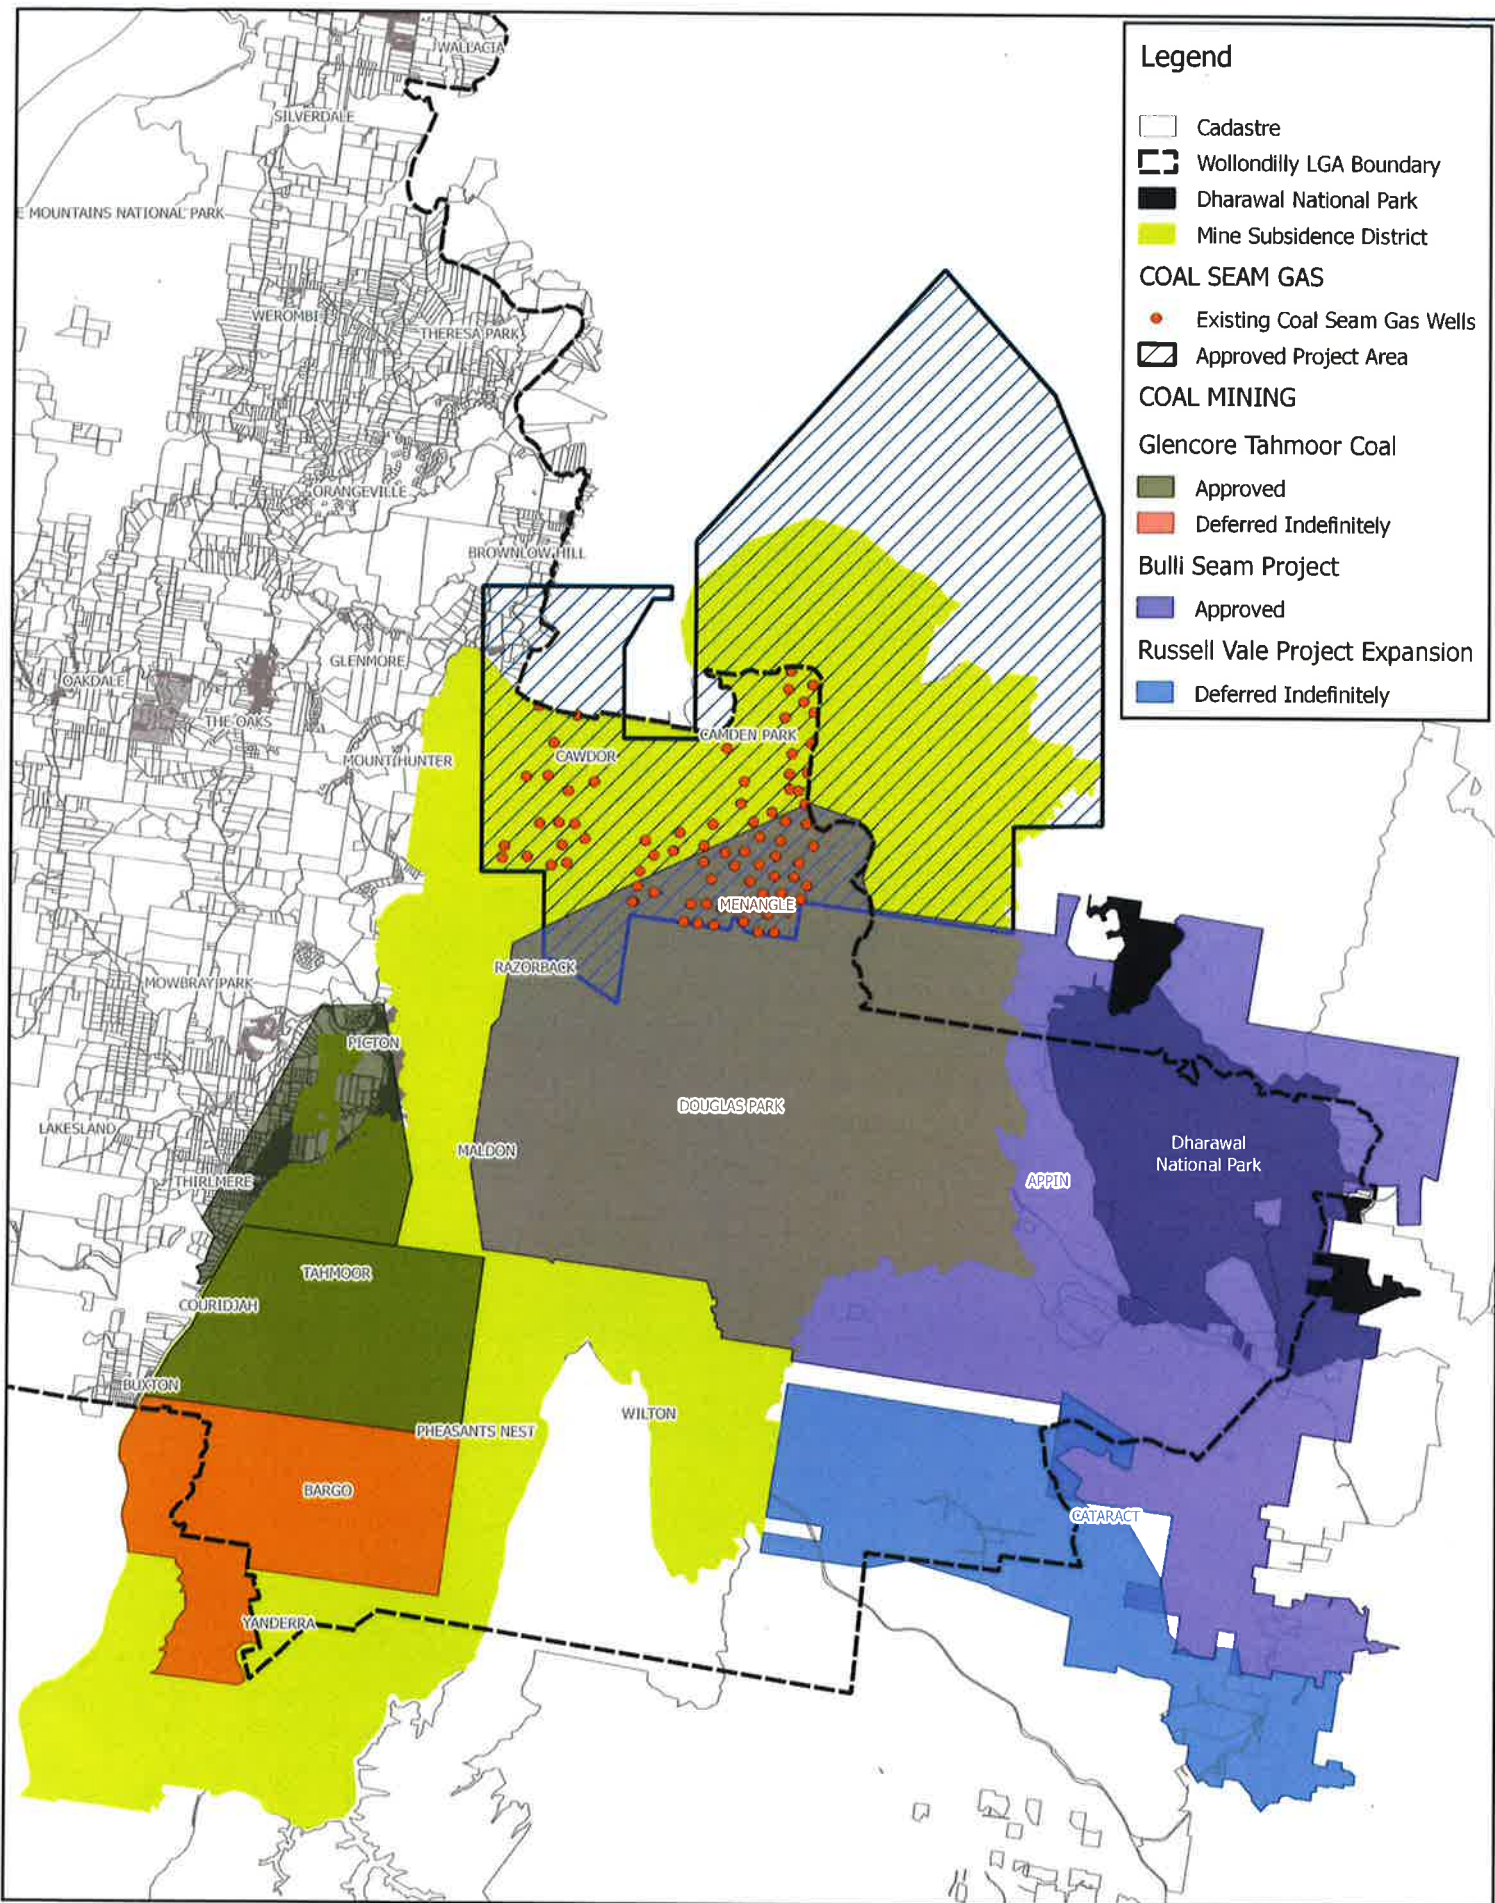 Legend
Cadastre
Wollondilly LGA Boundary
Dharawal National Park
Mine Subsidence District
COAL SEAM GAS
Existing Coal Seam Gas Wells
Approved Project Area
COAL MINING
Glencore Tahmoor Coal
Approved
Deferred Indefinitely
Bulli Seam Project
Approved
Russell Vale Project Expansion
Deferred Indefinitely
WALLACIA
SILVERDALE
E MOUNTAINS NATIONAL PARK
WEROMBI
THERESA PARK
ORANGEVILLE
BROWNLOW HILL
GLENMORE
OAKDALE
THE OAKS
MOUNT HUNTER
CAWDOR
CAMDEN PARK
MENANGLE
RAZORBACK
MOWBRAY PARK
PICTON
DOUGLAS PARK
LAKESLAND
MALDON
THIRLMERE
APPIN
Dharawal
National Park
TAHMOOR
COURIDJAH
BUXTON
WILTON
PHEASANTS NEST
BARGO
CATARACT
YANDERRA